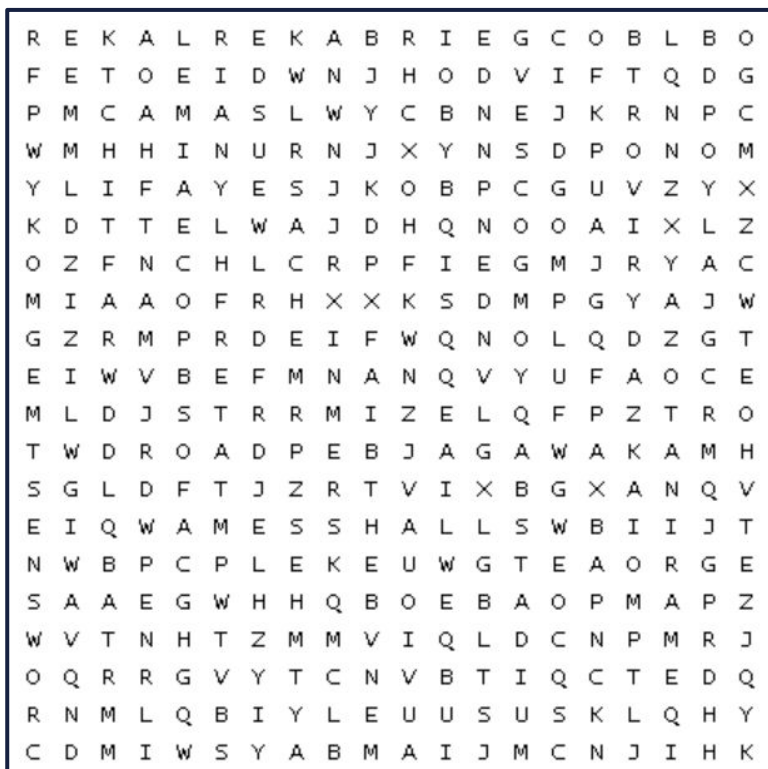 R E K A L R E K A B R I E G C O B L B O
F E T O E I D W N J H O D V I F T Q D G
P M C A M A S L W Y C B N E J K R N P C
W M H H I N U R N J X Y N S D P O N O M
Y L I F A Y E S J K O B P C G U V Z Y X
K D T T E L W A J D H Q N O O A I X L Z
O Z F N C H L C R P F I E G M J R Y A C
M I A A O F R H X X K S D M P G Y A J W
G Z R M P R D E I F W Q N O L Q D Z G T
E I W V B E F M N A N Q V Y U F A O C E
M L D J S T R R M I Z E L Q F P Z T R O
T W D R O A D P E B J A G A W A K A M H
S G L D F T J Z R T V I X B G X A N Q V
E I Q W A M E S S H A L L S W B I I J T
N W B P C P L E K E U W G T E A O R G E
S A A E G W H H Q B O E B A O P M A P Z
W V T N H T Z M M V I Q L D C N P M R J
O Q R R G V Y T C N V B T I Q C T E D Q
R N M L Q B I Y L E U U S U S K L Q H Y
C D M I W S Y A B M A I J M C N J I H K